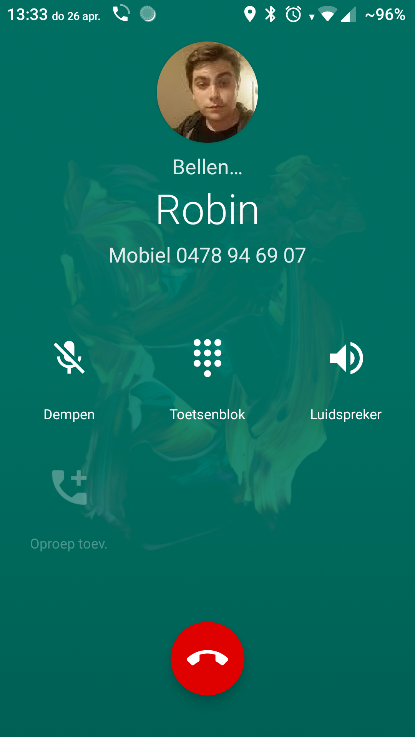 13:33 do 26 apr. ~96%
Bellen...
Robin
Mobiel 0478 94 69 07
Dempen Toetsenblok Luidspreker
Oproep toev.